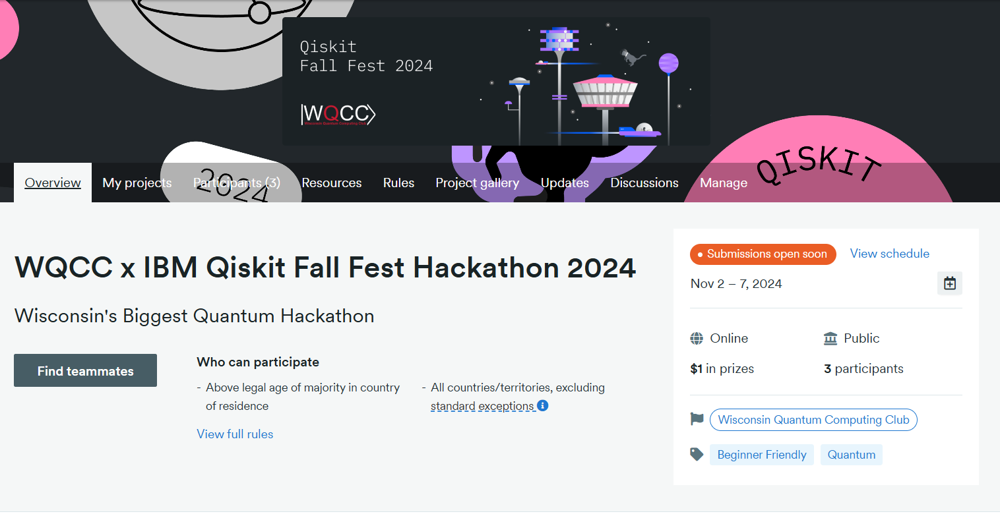 Qiskit
Fall Fest 2024
|WQCC⟩
Wisconsin Quantum Computing Club
2024
QISKIT
Overview
My projects
Participants (3)
Resources
Rules
Project gallery
Updates
Discussions
Manage
WQCC x IBM Qiskit Fall Fest Hackathon 2024
Wisconsin's Biggest Quantum Hackathon
Find teammates
Who can participate
- Above legal age of majority in country
of residence
- All countries/territories, excluding
standard exceptions
View full rules
Submissions open soon
View schedule
Nov 2 – 7, 2024
Online
Public
$1 in prizes
3 participants
Wisconsin Quantum Computing Club
Beginner Friendly
Quantum